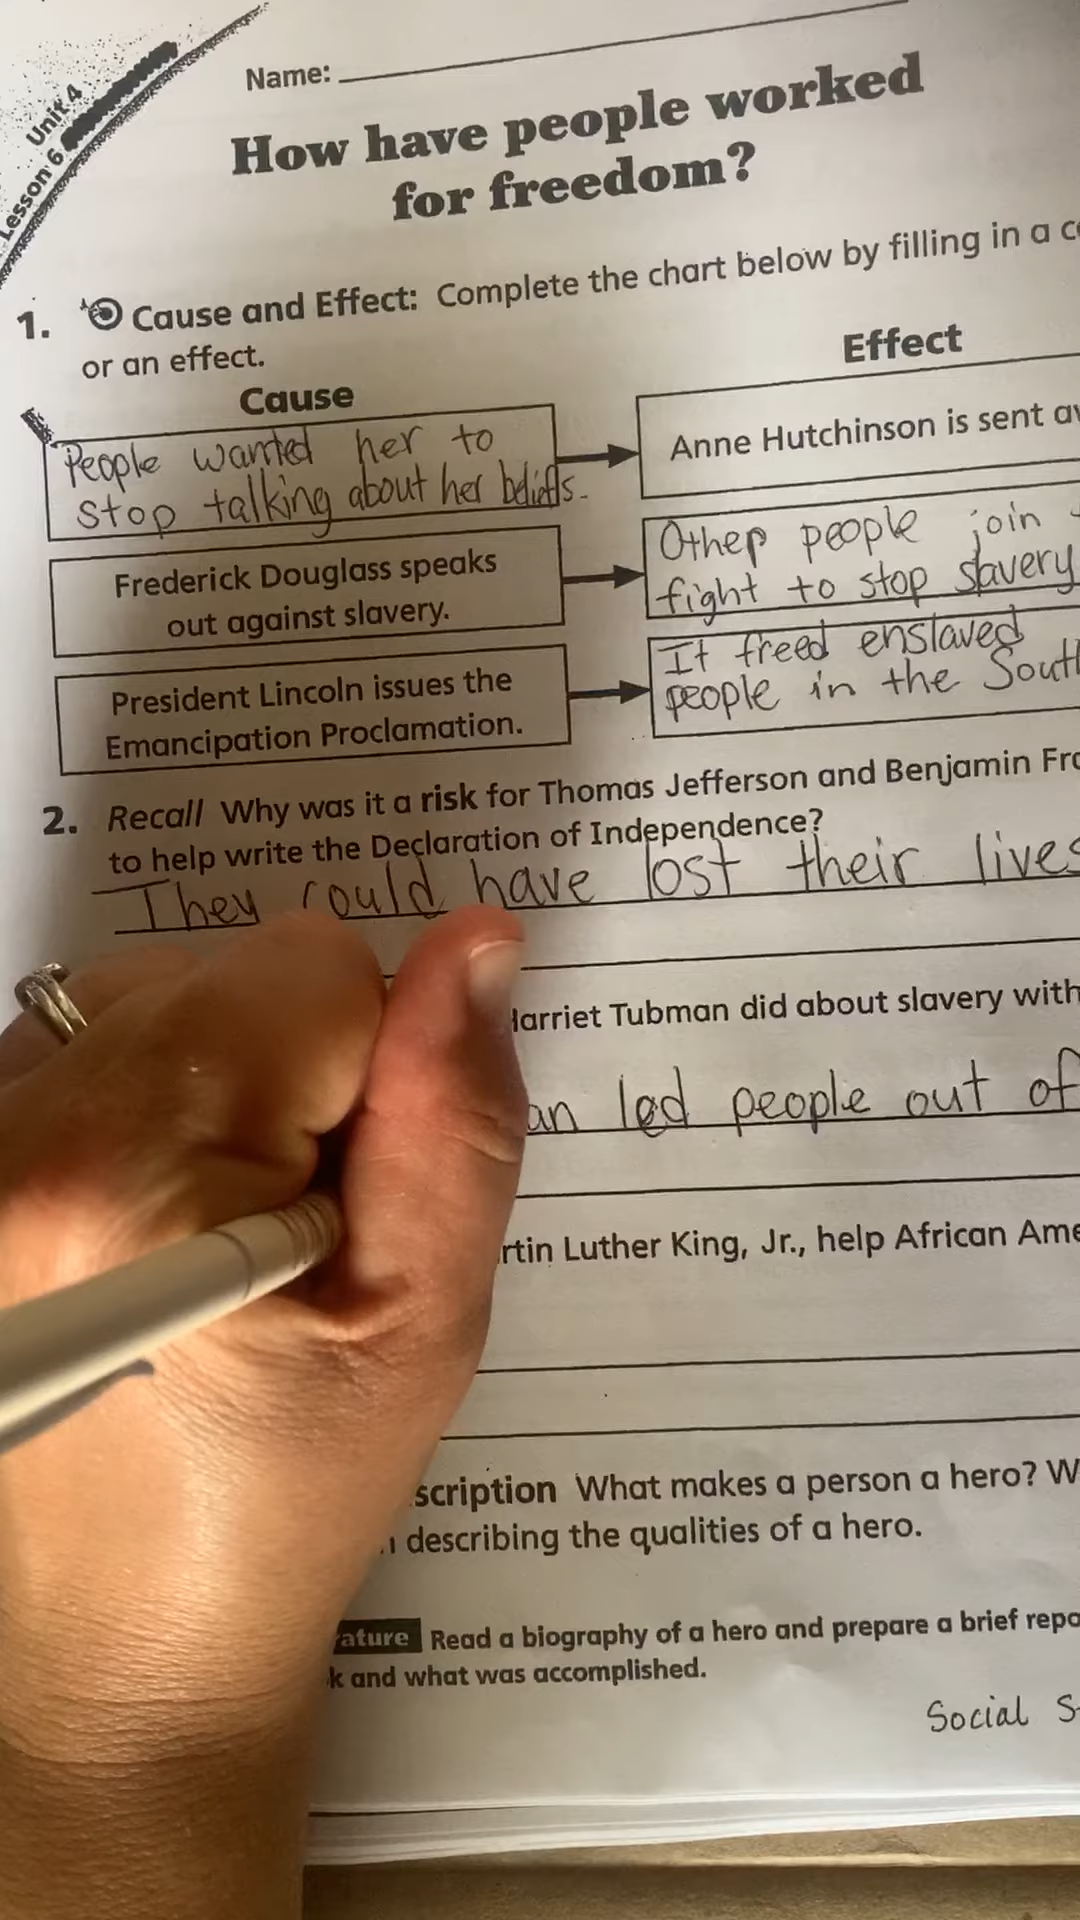 Unit 4
Lesson 6
Name:
How have people worked
for freedom?
1. Cause and Effect: Complete the chart below by filling in a
or an effect.
Cause
Effect
People wanted her to
stop talking about her beliefs.
Anne Hutchinson is sent
Frederick Douglass speaks
out against slavery.
Other people join
fight to stop slavery
President Lincoln issues the
Emancipation Proclamation.
It freed enslaved
people in the South
2. Recall Why was it a risk for Thomas Jefferson and Benjamin
to help write the Declaration of Independence?
They could have lost their lives
Harriet Tubman did about slavery with
an led people out of
rtin Luther King, Jr., help African Ame
scription What makes a person a hero? W
describing the qualities of a hero.
rature Read a biography of a hero and prepare a brief repo
k and what was accomplished.
Social S